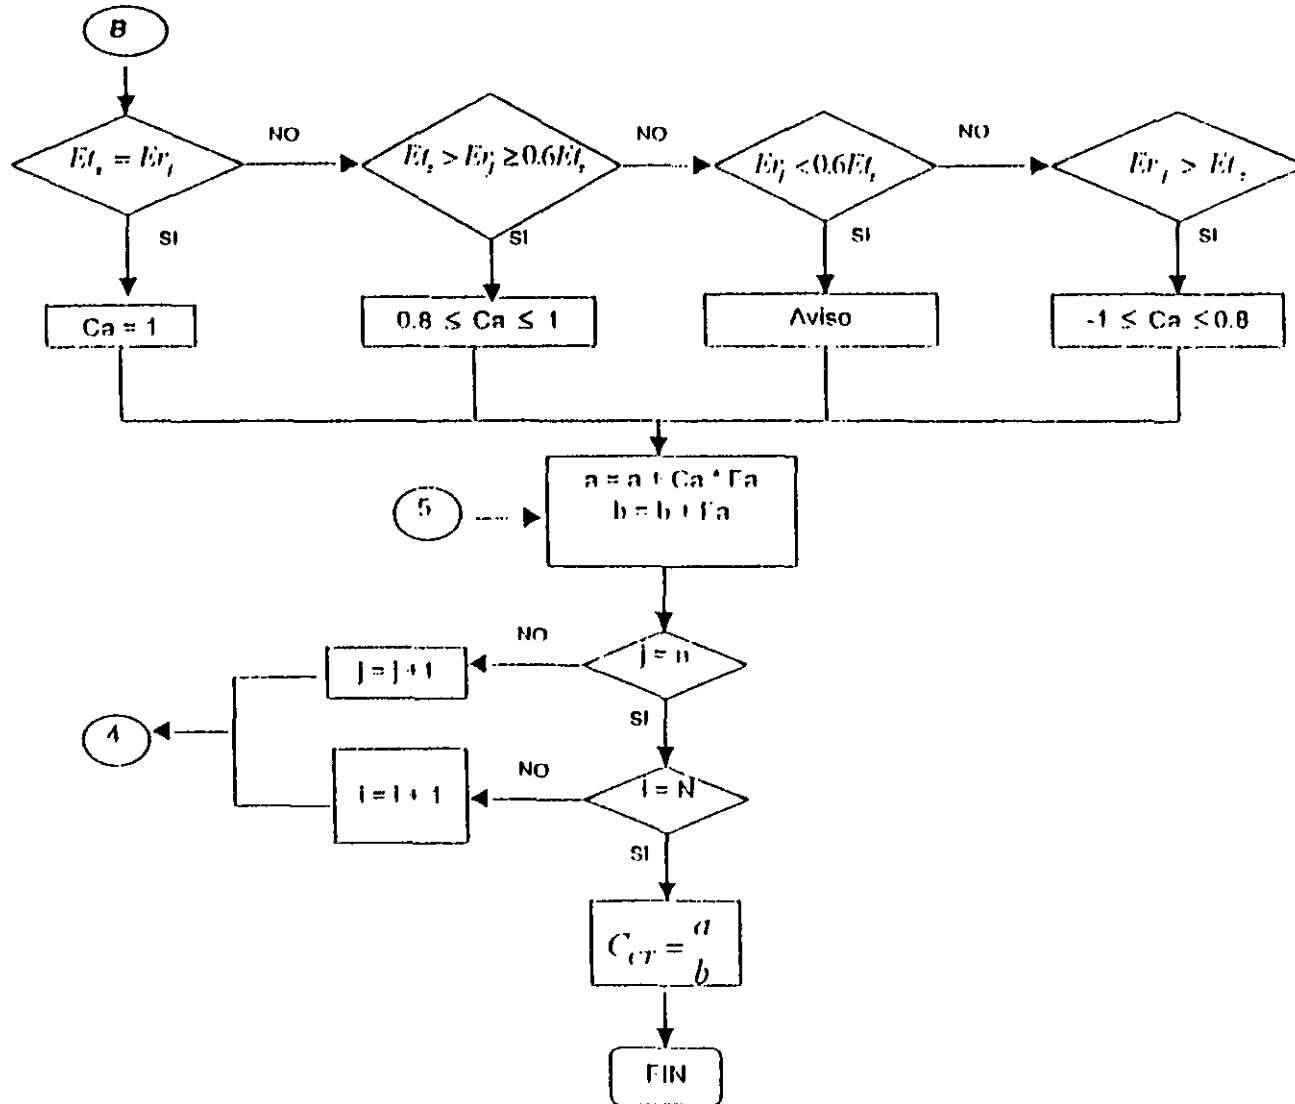 B
Et_i = Er_j
NO
Et_i > Er_j ≥ 0.6Et_i
NO
Er_j < 0.6Et_i
NO
Er_j > Et_i
SI
SI
SI
SI
Ca = 1
0.8 ≤ Ca ≤ 1
Aviso
-1 ≤ Ca ≤ 0.8
a = a + Ca * Fa
b = b + Fa
5
j = n
NO
j = j + 1
SI
4
i = N
NO
i = i + 1
SI
C_cr = a
b
FIN